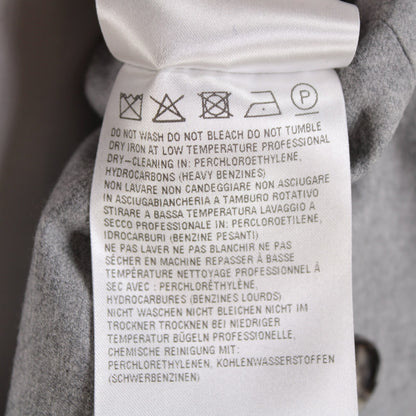 P
DO NOT WASH DO NOT BLEACH DO NOT TUMBLE
DRY IRON AT LOW TEMPERATURE PROFESSIONAL
DRY-CLEANING IN: PERCHLOROETHYLENE,
HYDROCARBONS (HEAVY BENZINES)
NON LAVARE NON CANDEGGIARE NON ASCIUGARE
IN ASCIUGABIANCHERIA A TAMBURO ROTATIVO
STIRARE A BASSA TEMPERATURA LAVAGGIO A
SECCO PROFESSIONALE IN: PERCLOROETILENE,
IDROCARBURI (BENZINE PESANTI)
NE PAS LAVER NE PAS BLANCHIR NE PAS
SÉCHER EN MACHINE REPASSER À BASSE
TEMPÉRATURE NETTOYAGE PROFESSIONNEL À
SEC AVEC : PERCHLORÉTHYLÈNE,
HYDROCARBURES (BENZINES LOURDS)
NICHT WASCHEN NICHT BLEICHEN NICHT IM
TROCKNER TROCKNEN BEI NIEDRIGER
TEMPERATUR BÜGELN PROFESSIONELLE,
CHEMISCHE REINIGUNG MIT:
PERCHLORETHYLENEN, KOHLENWASSERSTOFFEN
(SCHWERBENZINEN)